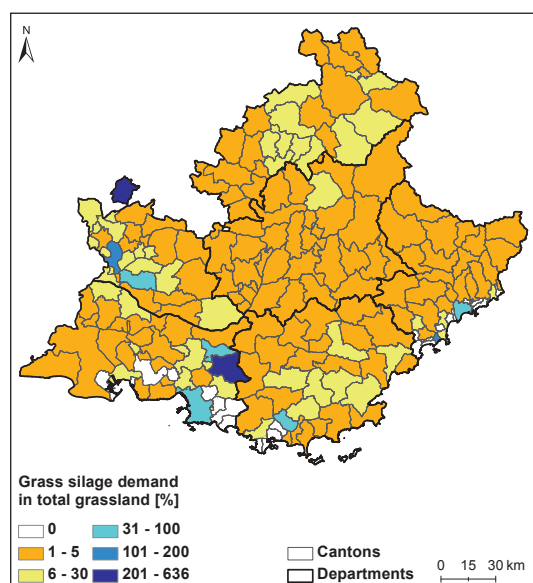 N
Grass silage demand
in total grassland [%]
0 31 - 100
1 - 5 101 - 200 Cantons
6 - 30 201 - 636 Departments
0 15 30 km